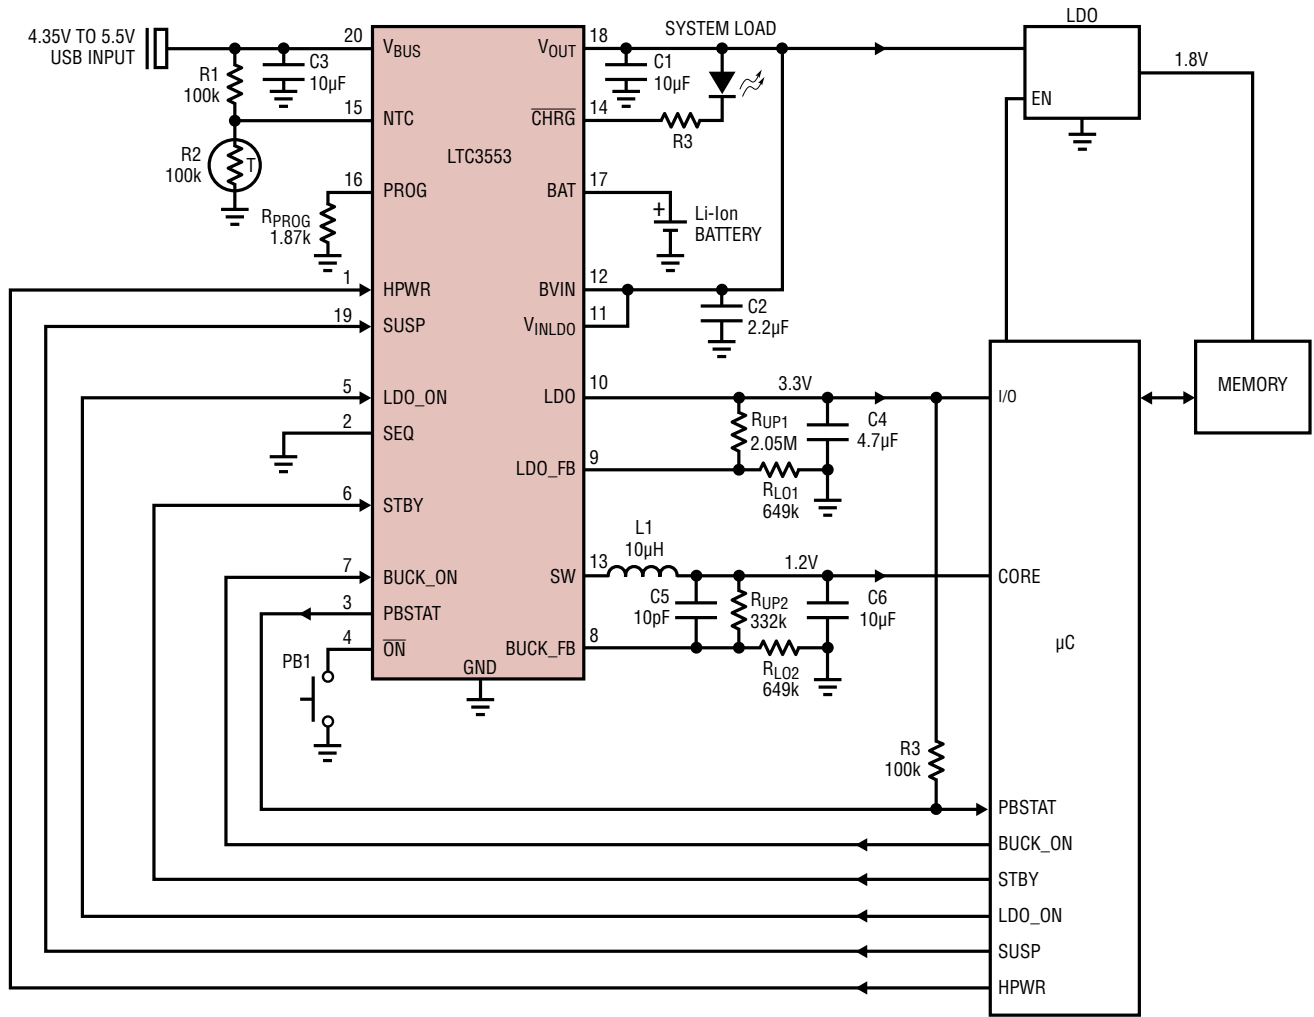 LDO
4.35V TO 5.5V
USB INPUT
20
VBUS
VOUT
18
SYSTEM LOAD
1.8V
R1
100k
C3
10µF
C1
10µF
EN
15
NTC
CHRG
14
R3
LTC3553
R2
100k
T
16
PROG
BAT
17
RPROG
1.87k
+
Li-Ion
BATTERY
1
HPWR
BVIN
12
19
SUSP
VINLDO
11
C2
2.2µF
5
LDO_ON
LDO
10
3.3V
I/O
MEMORY
2
SEQ
RUP1
2.05M
C4
4.7µF
LDO_FB
9
RLO1
649k
6
STBY
L1
10µH
7
BUCK_ON
SW
13
1.2V
CORE
3
PBSTAT
C5
10pF
RUP2
332k
C6
10µF
4
ON
BUCK_FB
8
PB1
GND
RLO2
649k
µC
R3
100k
PBSTAT
BUCK_ON
STBY
LDO_ON
SUSP
HPWR